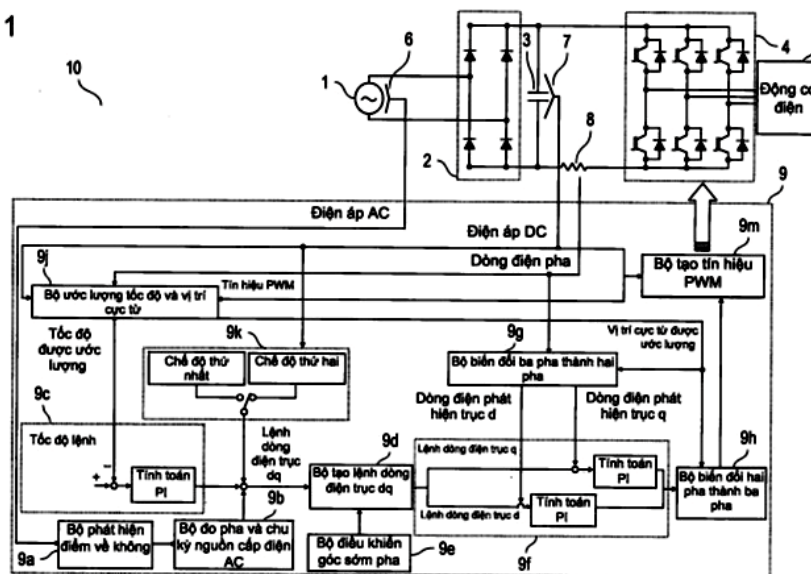 1
10
6
1
2
3
7
8
4
Động cơ
điện
9
Điện áp AC
Điện áp DC
Dòng điện pha
9m
Bộ tạo tín hiệu
PWM
9j
Tín hiệu PWM
Bộ ước lượng tốc độ và vị trí
cực từ
Tốc độ
được ước
lượng
9k
Chế độ thứ
nhất
Chế độ thứ hai
9g
Bộ biến đổi ba pha thành hai
pha
Vị trí cực từ được
ước lượng
Dòng điện phát
hiện trục d
Dòng điện phát
hiện trục q
9c
Tốc độ lệnh
+
−
Tính toán
PI
Lệnh
dòng
điện trục
dq
9d
Bộ tạo lệnh dòng
điện trục dq
Lệnh dòng điện trục q
Tính toán
PI
Lệnh dòng điện trục d
Tính toán
PI
9h
Bộ biến đổi hai
pha thành ba
pha
9b
Bộ phát hiện
điểm về không
9a
Bộ đo pha và chu
kỳ nguồn cấp điện
AC
Bộ điều khiển
góc sớm pha
9e
9f